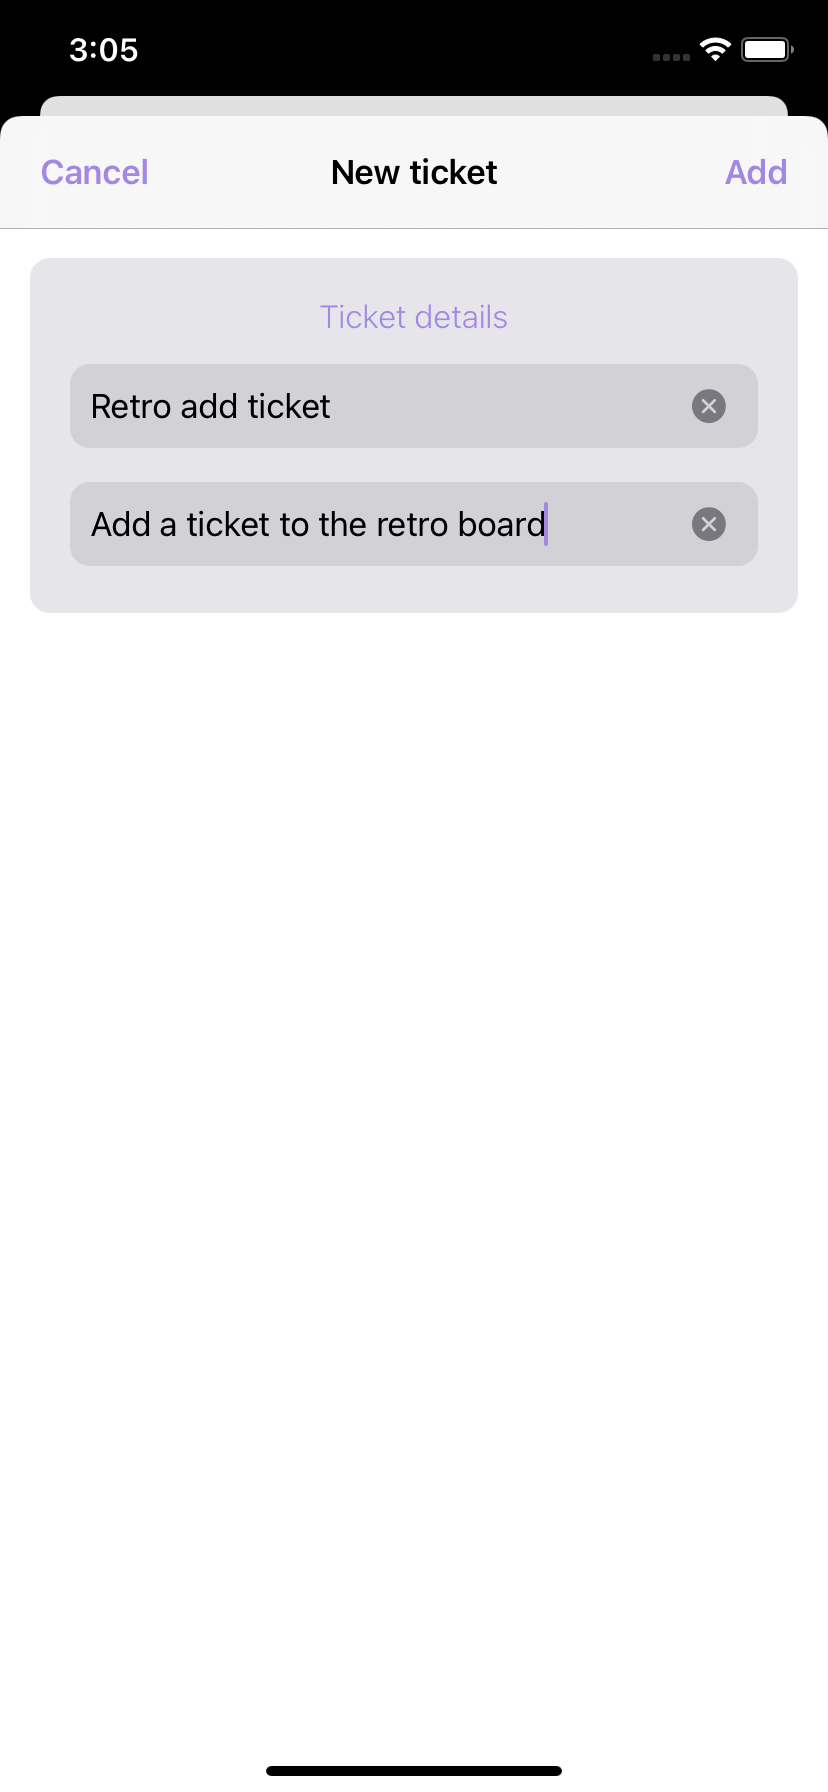 3:05
Cancel New ticket Add
Ticket details
Retro add ticket
Add a ticket to the retro board